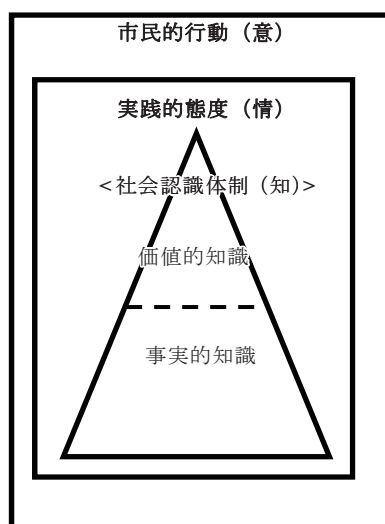 市民的行動（意）
実践的態度（情）
<社会認識体制（知）>
価値的知識
事実的知識